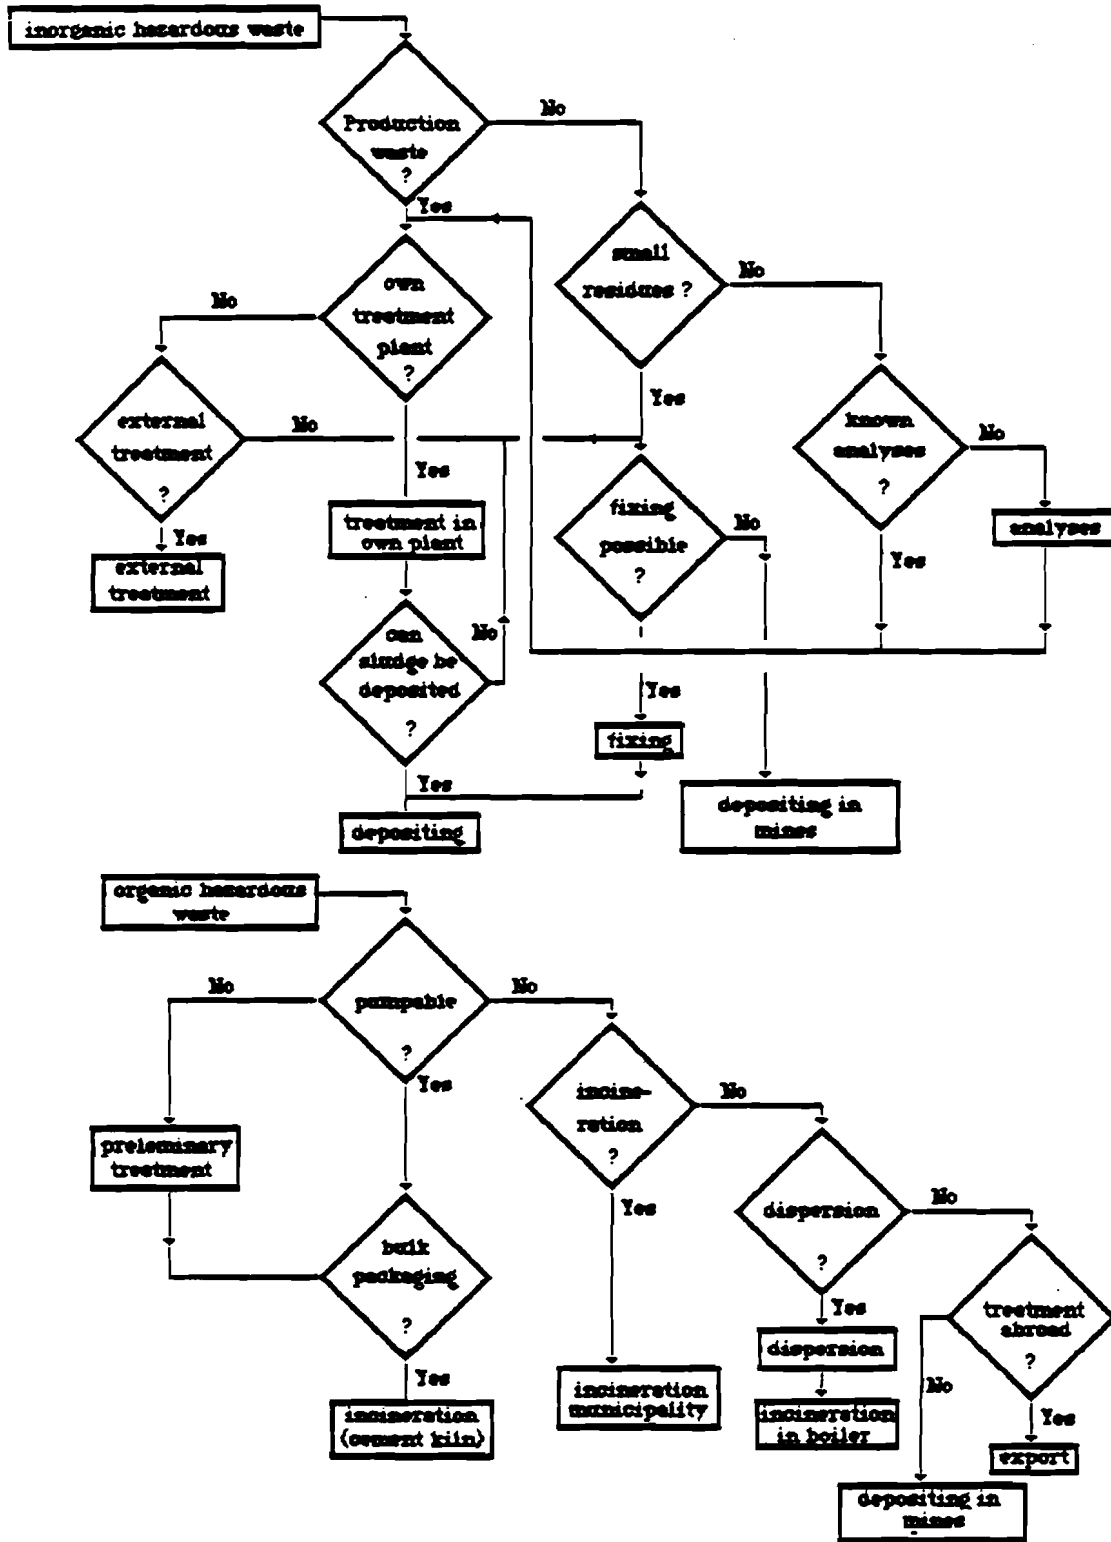 inorganic hazardous waste
Production
waste
?
No
Yes
small
residues ?
No
own
treatment
plant
?
No
Yes
external
treatment
?
No
known
analyses
?
No
Yes
treatment in
own plant
fixing
possible
?
No
analyses
Yes
external
treatment
Yes
can
sludge be
deposited
?
No
Yes
fixing
Yes
depositing
depositing in
mines
organic hazardous
waste
No
pumpable
?
No
Yes
incine-
ration
?
No
preleminary
treatment
Yes
dispersion
?
No
bulk
packaging
?
Yes
treatment
abroad
?
dispersion
Yes
No
incineration
(cement kiln)
incineration
municipality
incineration
in boiler
Yes
export
depositing in
mines